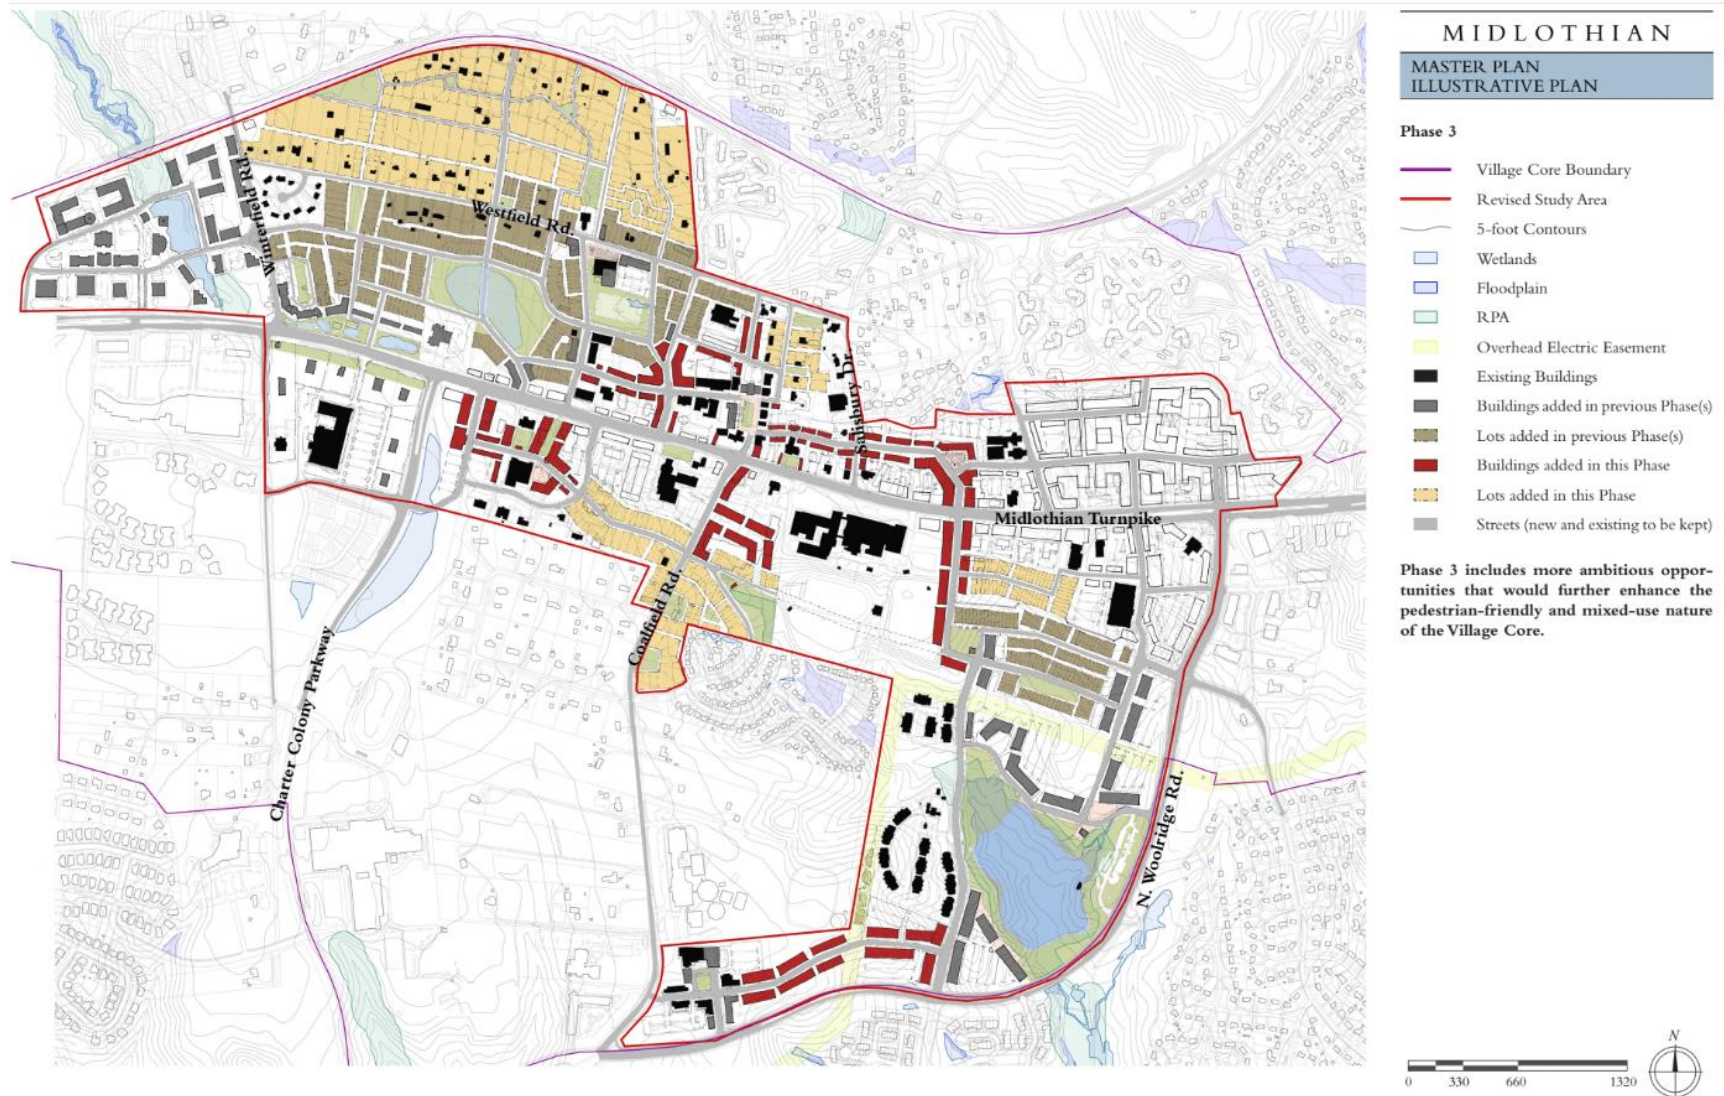 MIDLOTHIAN
MASTER PLAN
ILLUSTRATIVE PLAN
Phase 3
Village Core Boundary
Revised Study Area
5-foot Contours
Wetlands
Floodplain
RPA
Overhead Electric Easement
Existing Buildings
Buildings added in previous Phase(s)
Lots added in previous Phase(s)
Buildings added in this Phase
Lots added in this Phase
Streets (new and existing to be kept)
Phase 3 includes more ambitious oppor-
tunities that would further enhance the
pedestrian-friendly and mixed-use nature
of the Village Core.
Winterfield Rd.
Westfield Rd.
Salisbury Dr.
Midlothian Turnpike
Coalfield Rd.
Charter Colony Parkway
N. Woolridge Rd.
N
0 330 660 1320